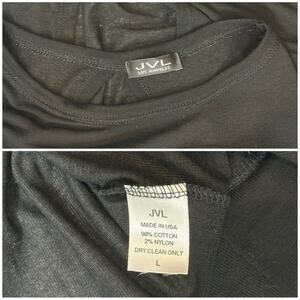 JVL
LOS ANGELES
JVL
MADE IN USA
98% COTTON
2% NYLON
DRY CLEAN ONLY
L